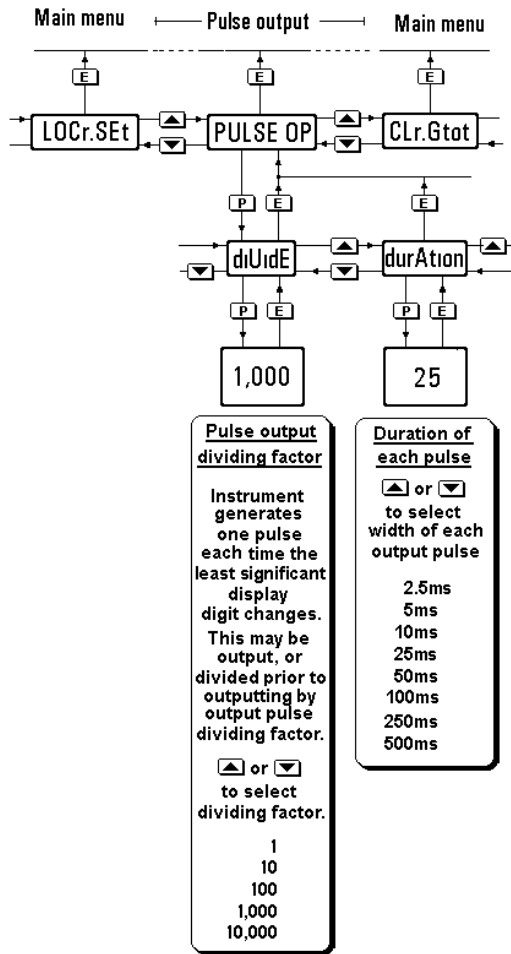 Main menu
Pulse output
Main menu
E
E
E
LOCr.SEt
PULSE OP
CLr.Gtot
P
E
E
dıUıdE
durAtıon
P
E
P
E
1,000
25
Pulse output
dividing factor
Instrument
generates
one pulse
each time the
least significant
display
digit changes.
This may be
output, or
divided prior to
outputting by
output pulse
dividing factor.
▲ or ▼
to select
dividing factor.
1
10
100
1,000
10,000
Duration of
each pulse
▲ or ▼
to select
width of each
output pulse
2.5ms
5ms
10ms
25ms
50ms
100ms
250ms
500ms